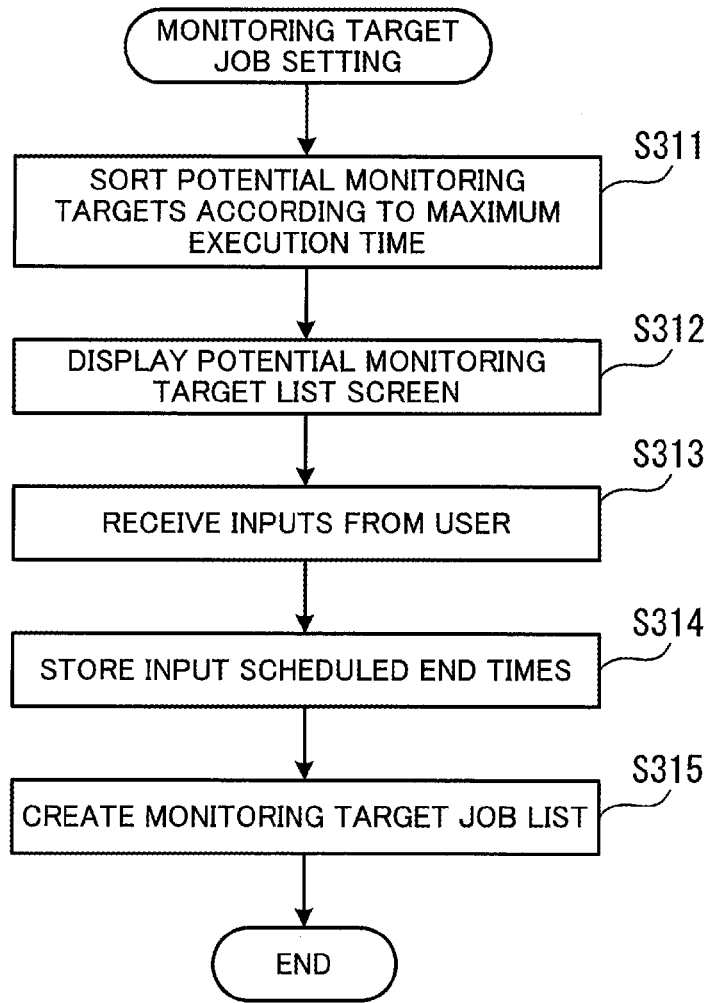 MONITORING TARGET
JOB SETTING
S311
SORT POTENTIAL MONITORING
TARGETS ACCORDING TO MAXIMUM
EXECUTION TIME
S312
DISPLAY POTENTIAL MONITORING
TARGET LIST SCREEN
S313
RECEIVE INPUTS FROM USER
S314
STORE INPUT SCHEDULED END TIMES
S315
CREATE MONITORING TARGET JOB LIST
END